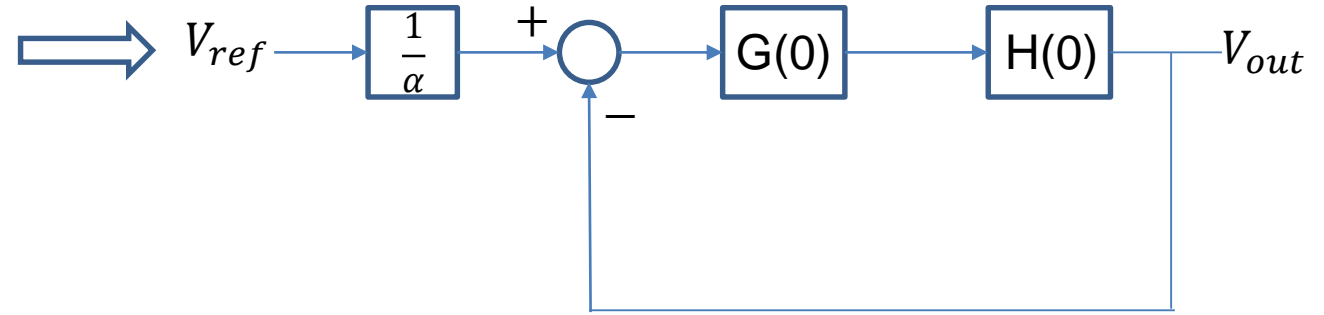 V_ref 1/α + G(0) H(0) V_out
−